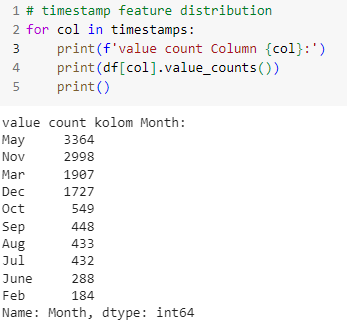 1 # timestamp feature distribution
2 for col in timestamps:
3     print(f'value count Column {col}:')
4     print(df[col].value_counts())
5     print()
value count kolom Month:
May     3364
Nov     2998
Mar     1907
Dec     1727
Oct      549
Sep      448
Aug      433
Jul      432
June     288
Feb      184
Name: Month, dtype: int64